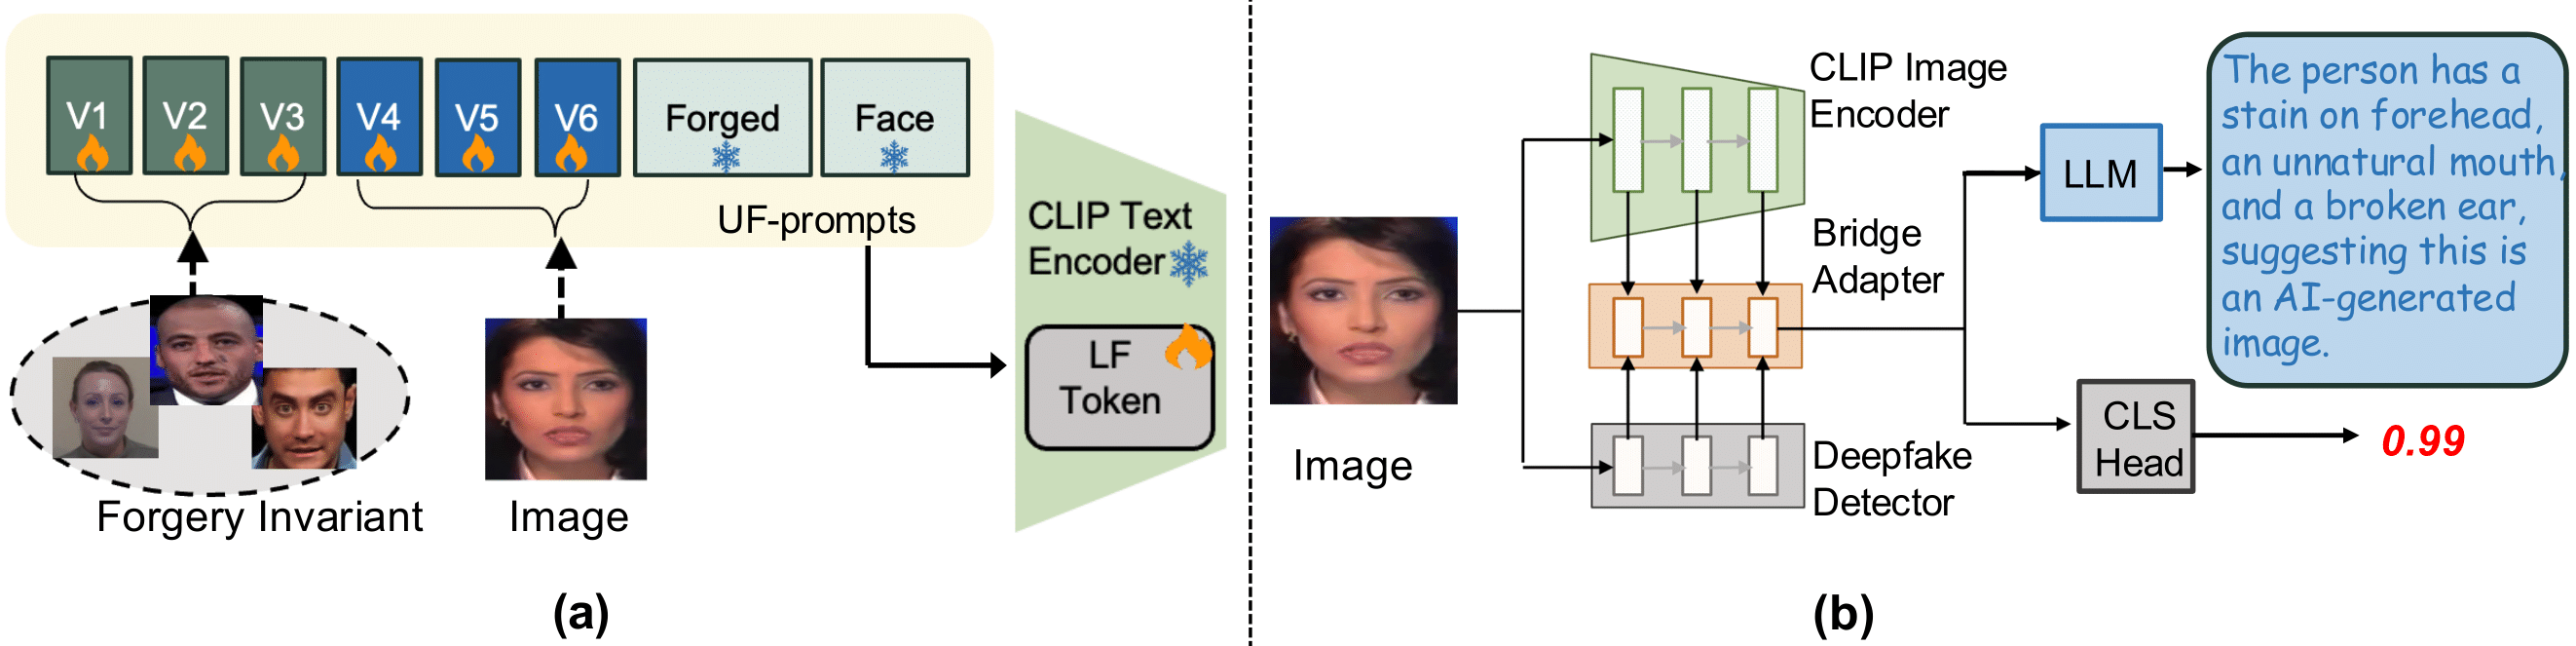 V1 V2 V3 V4 V5 V6 Forged Face
UF-prompts
CLIP Text
Encoder
LF
Token
Forgery Invariant
Image
(a)
CLIP Image
Encoder
Bridge
Adapter
Image
Deepfake
Detector
LLM
The person has a
stain on forehead,
an unnatural mouth,
and a broken ear,
suggesting this is
an AI-generated
image.
CLS
Head
0.99
(b)